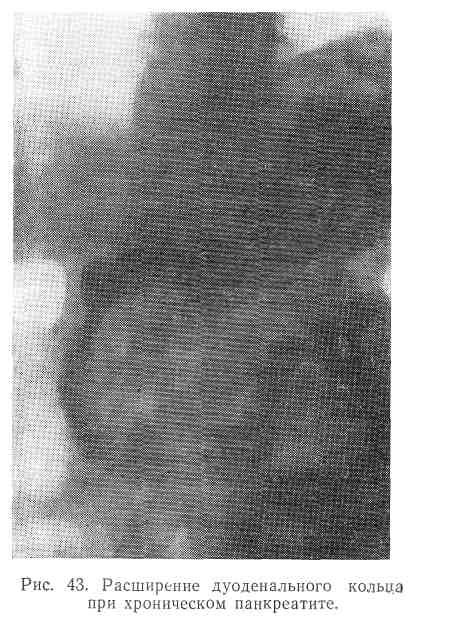 Рис. 43. Расширение дуоденального кольца
при хроническом панкреатите.